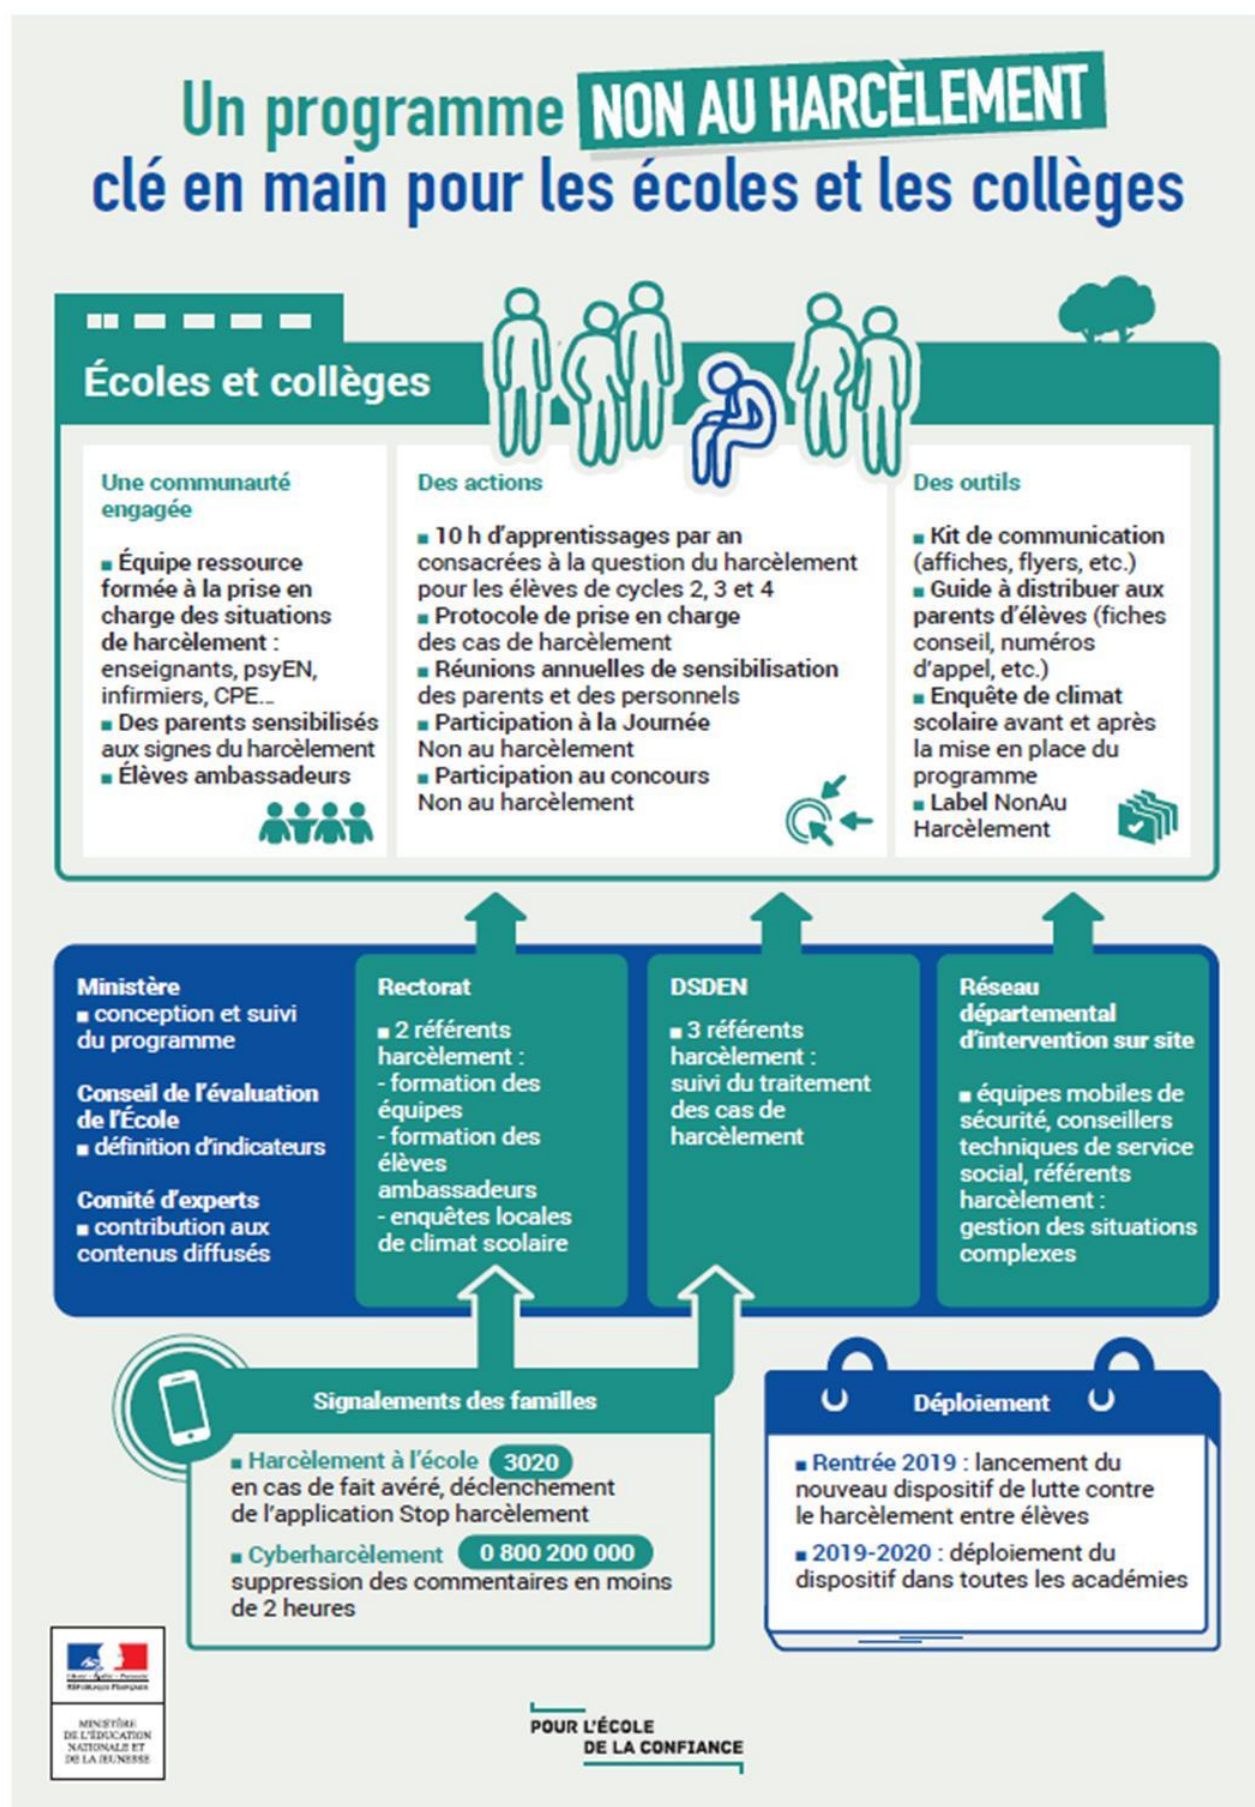 Un programme NON AU HARCÈLEMENT
clé en main pour les écoles et les collèges
Écoles et collèges
Une communauté
engagée
■ Équipe ressource
formée à la prise en
charge des situations
de harcèlement :
enseignants, psyEN,
infirmiers, CPE...
■ Des parents sensibilisés
aux signes du harcèlement
■ Élèves ambassadeurs
Des actions
■ 10 h d'apprentissages par an
consacrées à la question du harcèlement
pour les élèves de cycles 2, 3 et 4
■ Protocole de prise en charge
des cas de harcèlement
■ Réunions annuelles de sensibilisation
des parents et des personnels
■ Participation à la Journée
Non au harcèlement
■ Participation au concours
Non au harcèlement
Des outils
■ Kit de communication
(affiches, flyers, etc.)
■ Guide à distribuer aux
parents d'élèves (fiches
conseil, numéros
d'appel, etc.)
■ Enquête de climat
scolaire avant et après
la mise en place du
programme
■ Label NonAu
Harcèlement
Ministère
■ conception et suivi
du programme
Conseil de l'évaluation
de l'École
■ définition d'indicateurs
Comité d'experts
■ contribution aux
contenus diffusés
Rectorat
■ 2 référents
harcèlement :
- formation des
équipes
- formation des
élèves
ambassadeurs
- enquêtes locales
de climat scolaire
DSDEN
■ 3 référents
harcèlement :
suivi du traitement
des cas de
harcèlement
Réseau
départemental
d'intervention sur site
■ équipes mobiles de
sécurité, conseillers
techniques de service
social, référents
harcèlement :
gestion des situations
complexes
Signalements des familles
■ Harcèlement à l'école 3020
en cas de fait avéré, déclenchement
de l'application Stop harcèlement
■ Cyberharcèlement 0 800 200 000
suppression des commentaires en moins
de 2 heures
Déploiement
■ Rentrée 2019 : lancement du
nouveau dispositif de lutte contre
le harcèlement entre élèves
■ 2019-2020 : déploiement du
dispositif dans toutes les académies
Liberté • Égalité • Fraternité
RÉPUBLIQUE FRANÇAISE
MINISTÈRE
DE L'ÉDUCATION
NATIONALE ET
DE LA JEUNESSE
POUR L'ÉCOLE
DE LA CONFIANCE